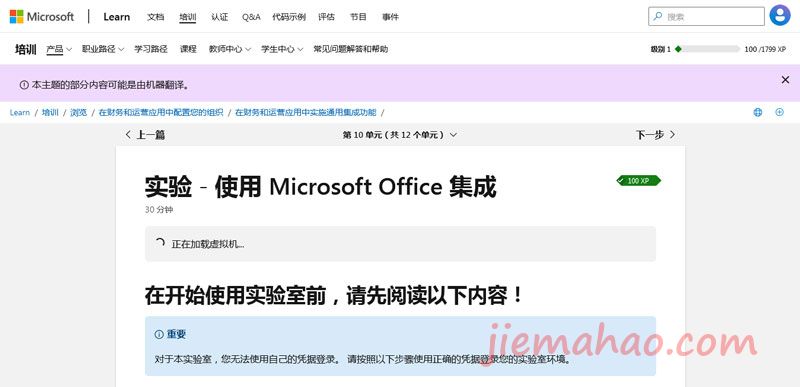 Microsoft Learn 文档 培训 认证 Q&A 代码示例 评估 节目 事件 搜索
培训 产品 职业路径 学习路径 课程 教师中心 学生中心 常见问题解答和帮助 级别 1 100 /1799 XP
本主题的部分内容可能是由机器翻译。
Learn / 培训 / 浏览 / 在财务和运营应用中配置您的组织 / 在财务和运营应用中实施通用集成功能 /
上一篇 第 10 单元（共 12 个单元） 下一步
实验 - 使用 Microsoft Office 集成
100 XP
30 分钟
正在加载虚拟机...
在开始使用实验室前，请先阅读以下内容！
重要
对于本实验室，您无法使用自己的凭据登录。 请按照以下步骤使用正确的凭据登录您的实验室环境。
jiemahao.com